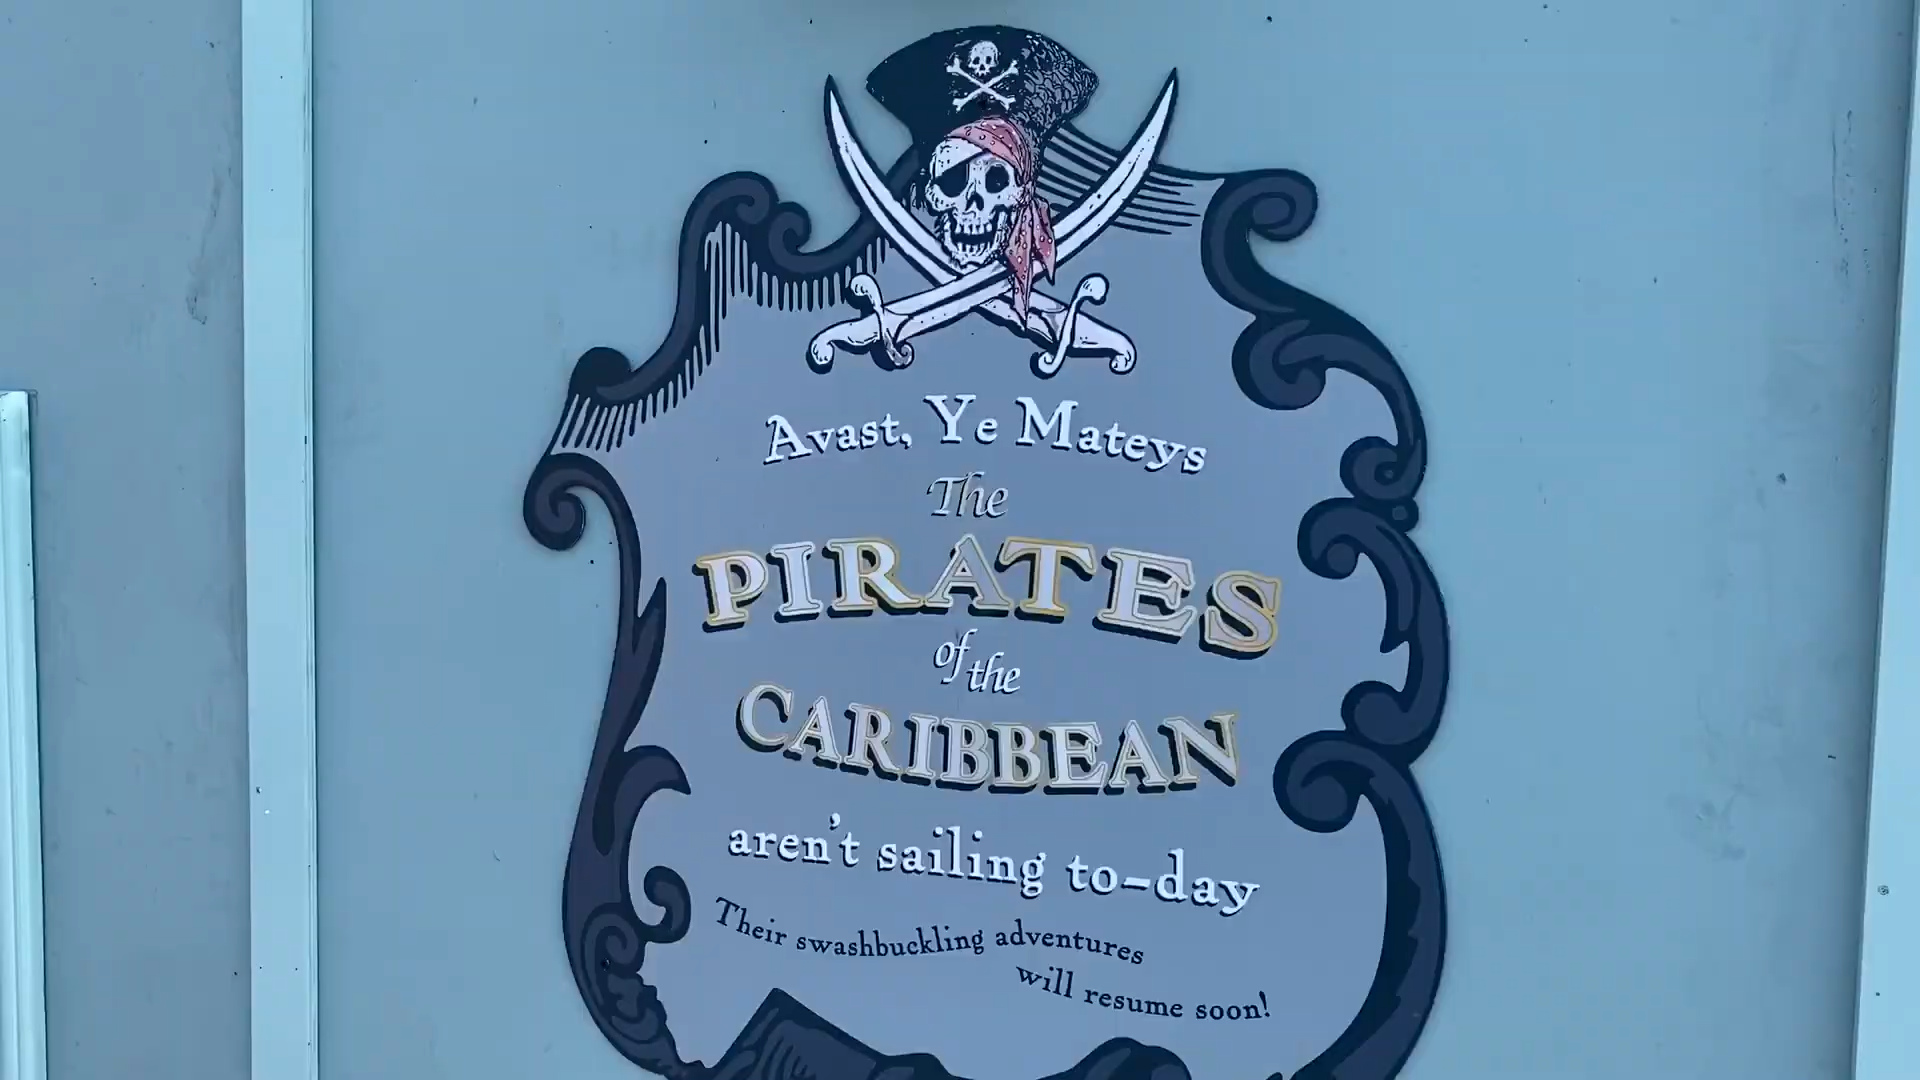 Avast, Ye Mateys
The
PIRATES
of the
CARIBBEAN
aren't sailing to-day
Their swashbuckling adventures
will resume soon!